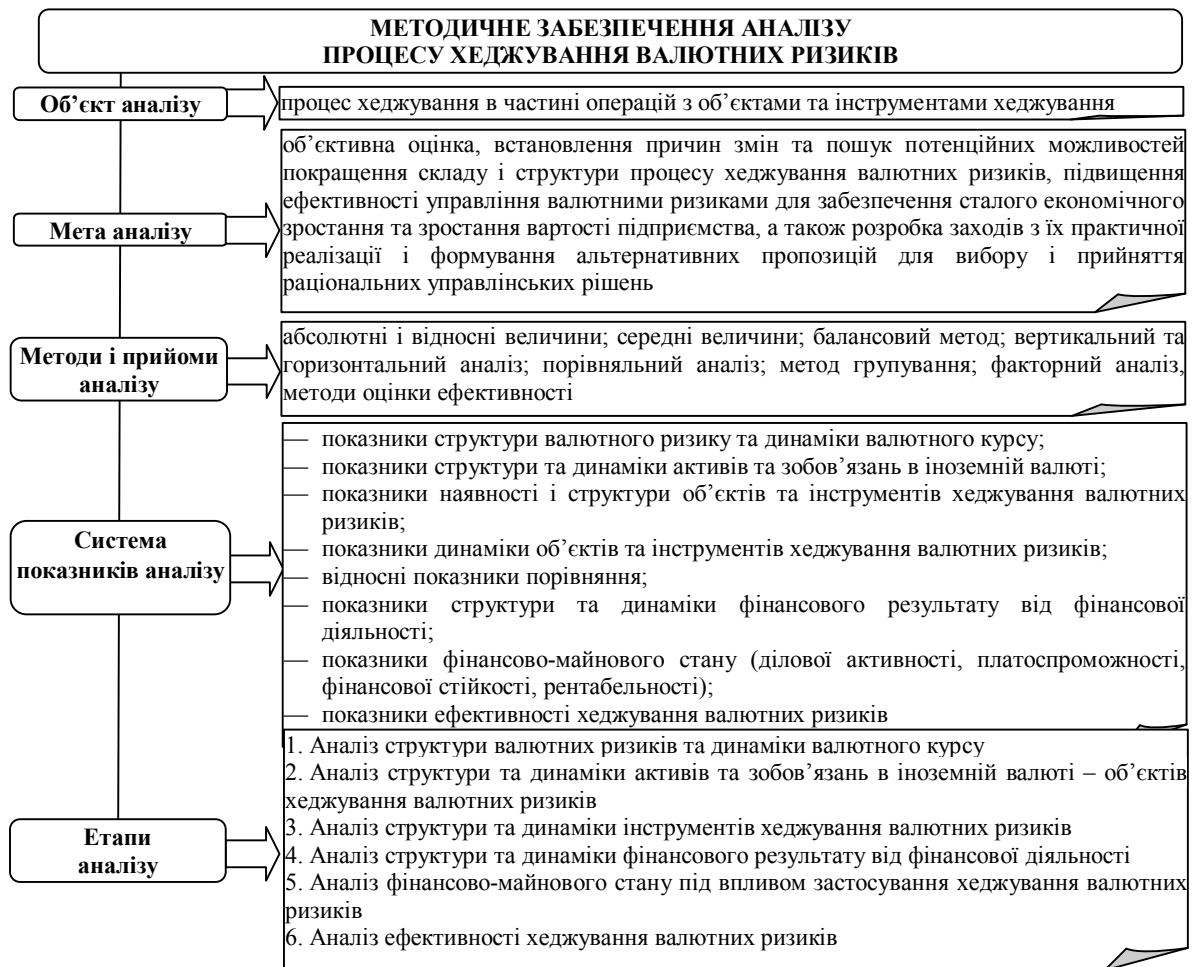 МЕТОДИЧНЕ ЗАБЕЗПЕЧЕННЯ АНАЛІЗУ
ПРОЦЕСУ ХЕДЖУВАННЯ ВАЛЮТНИХ РИЗИКІВ
Об’єкт аналізу
процес хеджування в частині операцій з об’єктами та інструментами хеджування
Мета аналізу
об’єктивна оцінка, встановлення причин змін та пошук потенційних можливостей
покращення складу і структури процесу хеджування валютних ризиків, підвищення
ефективності управління валютними ризиками для забезпечення сталого економічного
зростання та зростання вартості підприємства, а також розробка заходів з їх практичної
реалізації і формування альтернативних пропозицій для вибору і прийняття
раціональних управлінських рішень
Методи і прийоми
аналізу
абсолютні і відносні величини; середні величини; балансовий метод; вертикальний та
горизонтальний аналіз; порівняльний аналіз; метод групування; факторний аналіз,
методи оцінки ефективності
Система
показників аналізу
— показники структури валютного ризику та динаміки валютного курсу;
— показники структури та динаміки активів та зобов’язань в іноземній валюті;
— показники наявності і структури об’єктів та інструментів хеджування валютних
ризиків;
— показники динаміки об’єктів та інструментів хеджування валютних ризиків;
— відносні показники порівняння;
— показники структури та динаміки фінансового результату від фінансової
діяльності;
— показники фінансово-майнового стану (ділової активності, платоспроможності,
фінансової стійкості, рентабельності);
— показники ефективності хеджування валютних ризиків
Етапи
аналізу
1. Аналіз структури валютних ризиків та динаміки валютного курсу
2. Аналіз структури та динаміки активів та зобов’язань в іноземній валюті – об’єктів
хеджування валютних ризиків
3. Аналіз структури та динаміки інструментів хеджування валютних ризиків
4. Аналіз структури та динаміки фінансового результату від фінансової діяльності
5. Аналіз фінансово-майнового стану під впливом застосування хеджування валютних
ризиків
6. Аналіз ефективності хеджування валютних ризиків